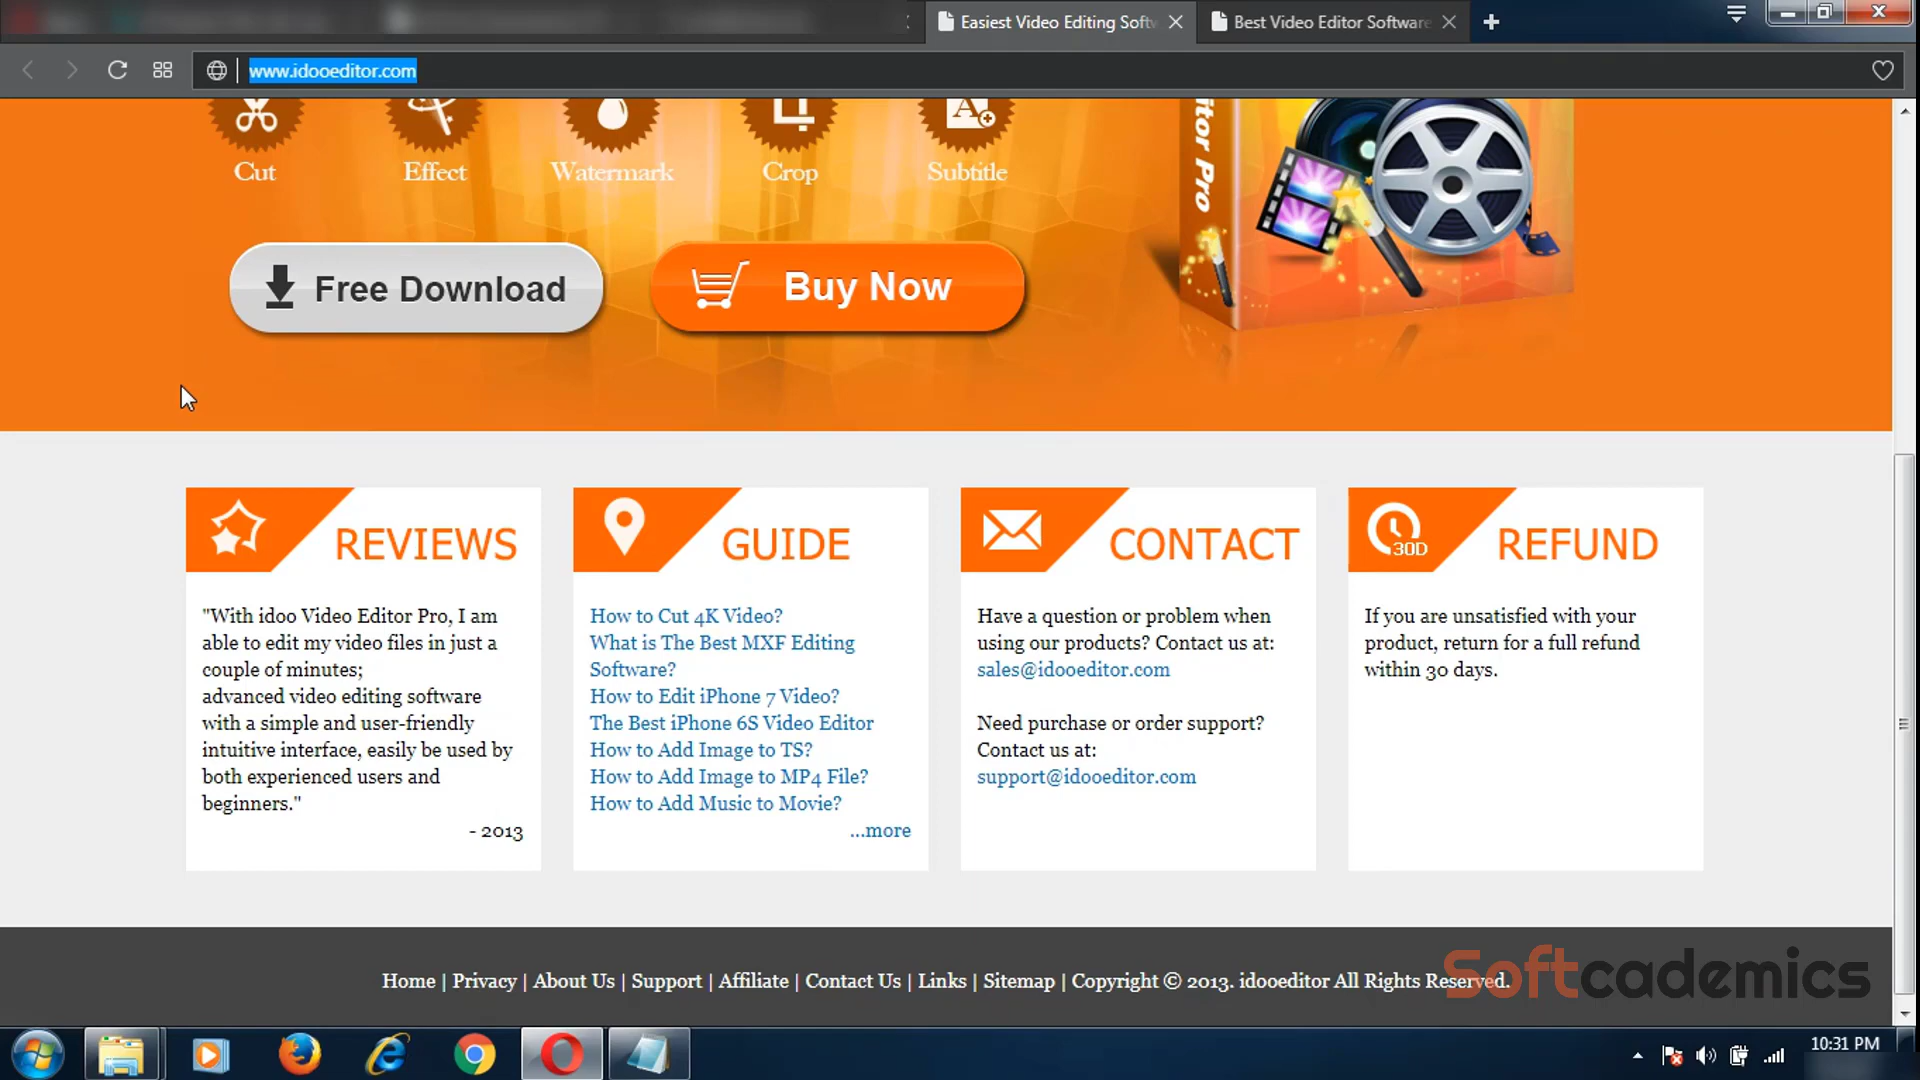 Easiest Video Editing Softw
Best Video Editor Software
www.idooeditor.com
Cut
Effect
Watermark
Crop
Subtitle
itor Pro
Free Download
Buy Now
REVIEWS
"With idoo Video Editor Pro, I am
able to edit my video files in just a
couple of minutes;
advanced video editing software
with a simple and user-friendly
intuitive interface, easily be used by
both experienced users and
beginners."
- 2013
GUIDE
How to Cut 4K Video?
What is The Best MXF Editing
Software?
How to Edit iPhone 7 Video?
The Best iPhone 6S Video Editor
How to Add Image to TS?
How to Add Image to MP4 File?
How to Add Music to Movie?
...more
CONTACT
Have a question or problem when
using our products? Contact us at:
sales@idooeditor.com
Need purchase or order support?
Contact us at:
support@idooeditor.com
30D
REFUND
If you are unsatisfied with your
product, return for a full refund
within 30 days.
Home | Privacy | About Us | Support | Affiliate | Contact Us | Links | Sitemap | Copyright © 2013. idooeditor All Rights Reserved.
Softcademics
10:31 PM